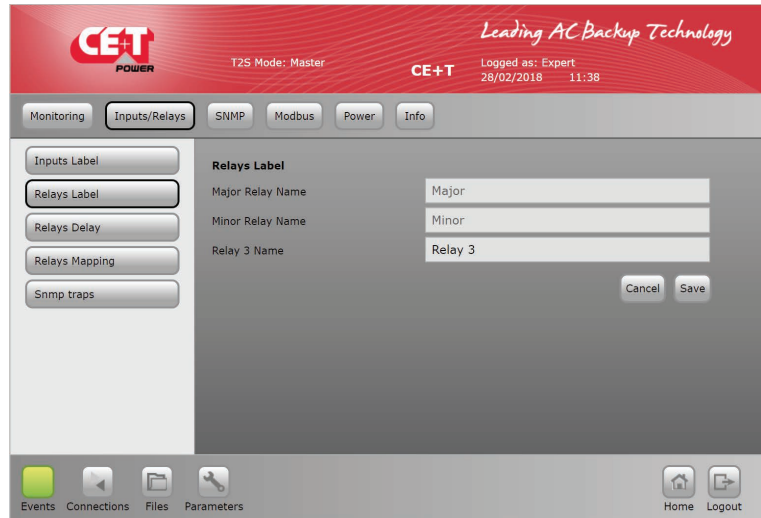 CE+T
POWER
Leading AC Backup Technology
T2S Mode: Master
CE+T
Logged as: Expert
28/02/2018 11:38
Monitoring Inputs/Relays SNMP Modbus Power Info
Inputs Label
Relays Label
Relays Delay
Relays Mapping
Snmp traps
Relays Label
Major Relay Name Major
Minor Relay Name Minor
Relay 3 Name Relay 3
Cancel Save
Events Connections Files Parameters Home Logout